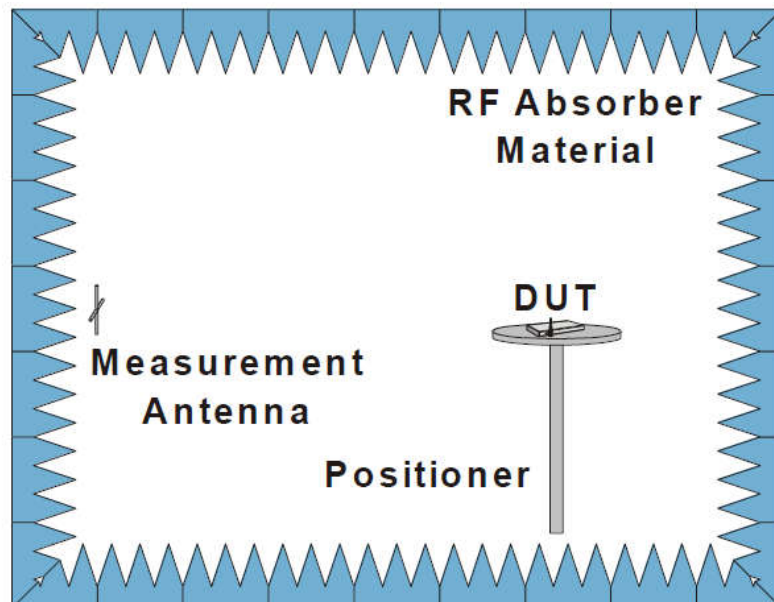 RF Absorber
Material
DUT
Measurement
Antenna
Positioner